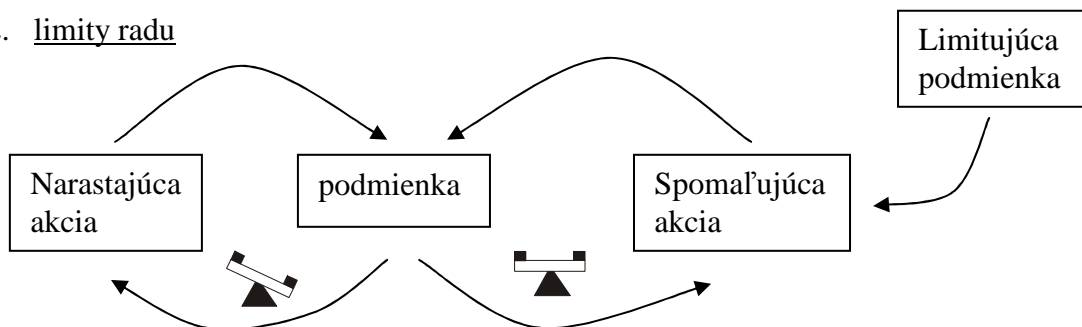 . limity radu
Limitujúca
podmienka
Narastajúca
akcia
podmienka
Spomaľujúca
akcia